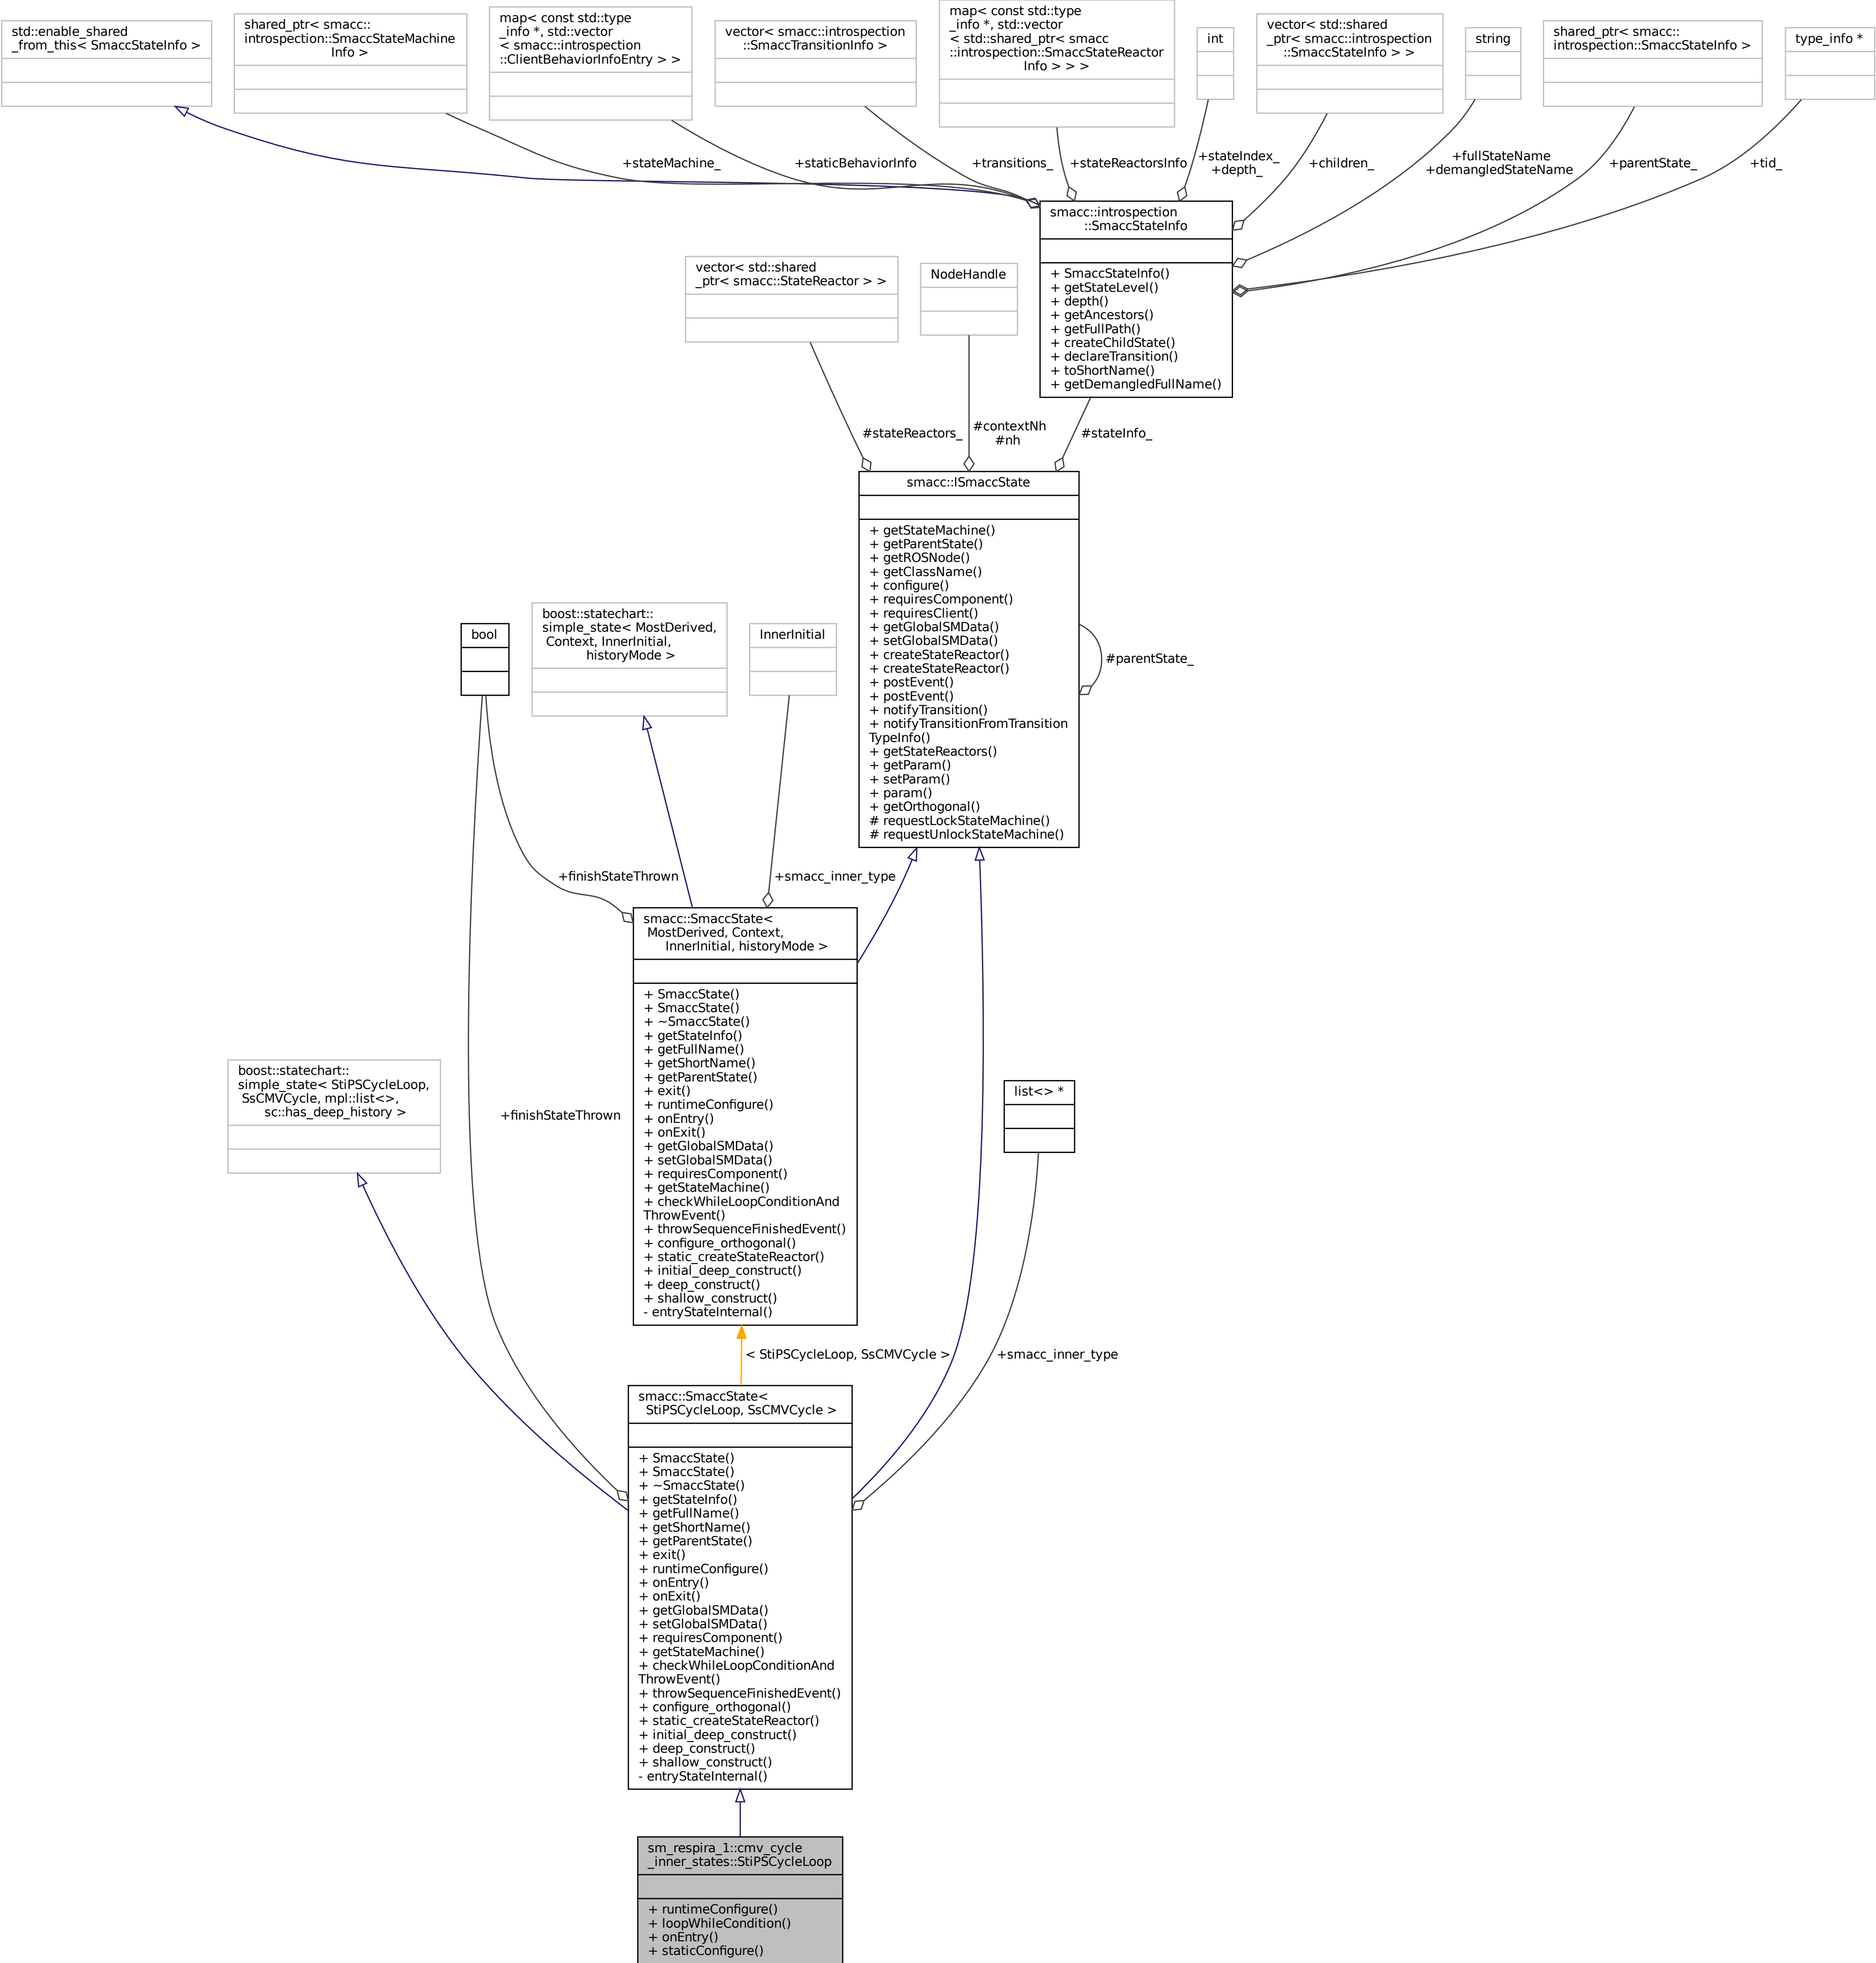 std::enable_shared
_from_this< SmaccStateInfo >
shared_ptr< smacc::
introspection::SmaccStateMachine
Info >
map< const std::type
_info *, std::vector
< smacc::introspection
::ClientBehaviorInfoEntry > >
vector< smacc::introspection
::SmaccTransitionInfo >
map< const std::type
_info *, std::vector
< std::shared_ptr< smacc
::introspection::SmaccStateReactor
Info > > >
int
vector< std::shared
_ptr< smacc::introspection
::SmaccStateInfo > >
string
shared_ptr< smacc::
introspection::SmaccStateInfo >
type_info *
+stateMachine_
+staticBehaviorInfo
+transitions_
+stateReactorsInfo
+stateIndex_
+depth_
+children_
+fullStateName
+demangledStateName
+parentState_
+tid_
smacc::introspection
::SmaccStateInfo
+ SmaccStateInfo()
+ getStateLevel()
+ depth()
+ getAncestors()
+ getFullPath()
+ createChildState()
+ declareTransition()
+ toShortName()
+ getDemangledFullName()
vector< std::shared
_ptr< smacc::StateReactor > >
NodeHandle
#stateReactors_
#contextNh
#nh
#stateInfo_
smacc::ISmaccState
+ getStateMachine()
+ getParentState()
+ getROSNode()
+ getClassName()
+ configure()
+ requiresComponent()
+ requiresClient()
+ getGlobalSMData()
+ setGlobalSMData()
+ createStateReactor()
+ createStateReactor()
+ postEvent()
+ postEvent()
+ notifyTransition()
+ notifyTransitionFromTransition
TypeInfo()
+ getStateReactors()
+ getParam()
+ setParam()
+ param()
+ getOrthogonal()
# requestLockStateMachine()
# requestUnlockStateMachine()
#parentState_
bool
boost::statechart::
simple_state< MostDerived,
Context, InnerInitial,
historyMode >
InnerInitial
+finishStateThrown
+smacc_inner_type
smacc::SmaccState<
MostDerived, Context,
InnerInitial, historyMode >
+ SmaccState()
+ SmaccState()
+ ~SmaccState()
+ getStateInfo()
+ getFullName()
+ getShortName()
+ getParentState()
+ exit()
+ runtimeConfigure()
+ onEntry()
+ onExit()
+ getGlobalSMData()
+ setGlobalSMData()
+ requiresComponent()
+ getStateMachine()
+ checkWhileLoopConditionAnd
ThrowEvent()
+ throwSequenceFinishedEvent()
+ configure_orthogonal()
+ static_createStateReactor()
+ initial_deep_construct()
+ deep_construct()
+ shallow_construct()
- entryStateInternal()
boost::statechart::
simple_state< StiPSCycleLoop,
SsCMVCycle, mpl::list<>,
sc::has_deep_history >
+finishStateThrown
list<> *
< StiPSCycleLoop, SsCMVCycle >
+smacc_inner_type
smacc::SmaccState<
StiPSCycleLoop, SsCMVCycle >
+ SmaccState()
+ SmaccState()
+ ~SmaccState()
+ getStateInfo()
+ getFullName()
+ getShortName()
+ getParentState()
+ exit()
+ runtimeConfigure()
+ onEntry()
+ onExit()
+ getGlobalSMData()
+ setGlobalSMData()
+ requiresComponent()
+ getStateMachine()
+ checkWhileLoopConditionAnd
ThrowEvent()
+ throwSequenceFinishedEvent()
+ configure_orthogonal()
+ static_createStateReactor()
+ initial_deep_construct()
+ deep_construct()
+ shallow_construct()
- entryStateInternal()
sm_respira_1::cmv_cycle
_inner_states::StiPSCycleLoop
+ runtimeConfigure()
+ loopWhileCondition()
+ onEntry()
+ staticConfigure()